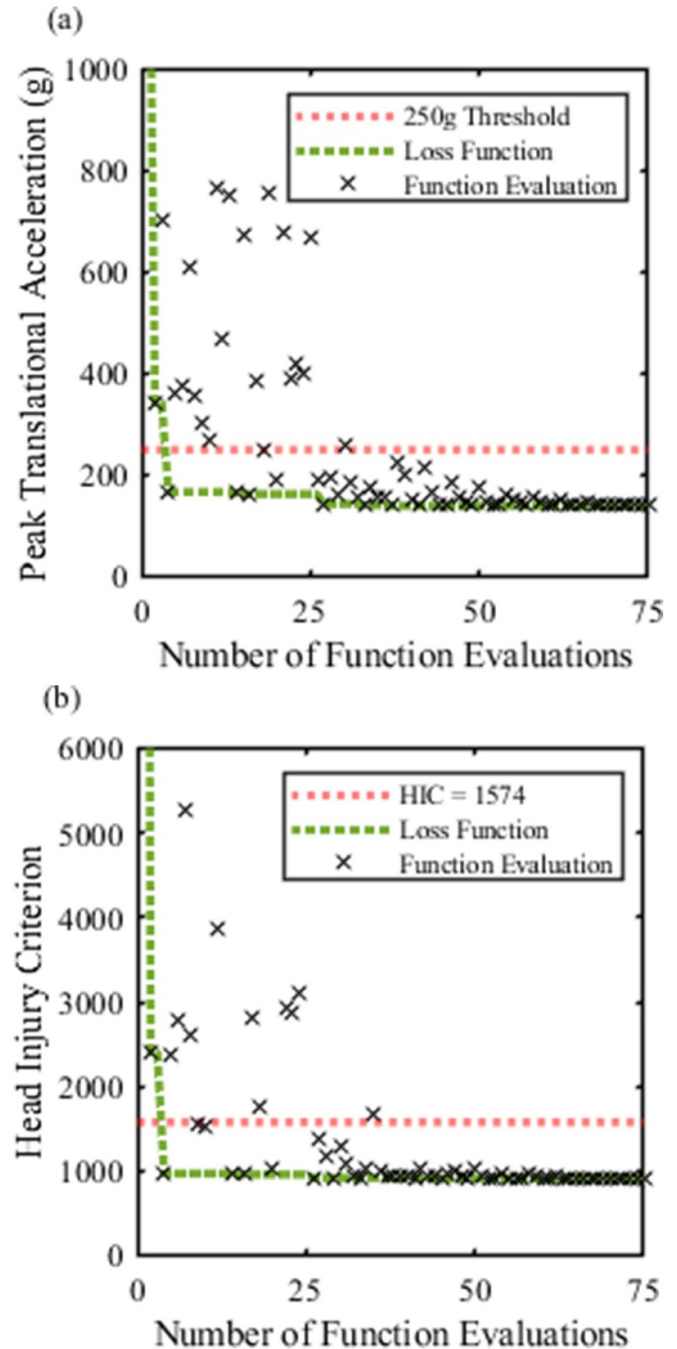 (a)
Peak Translational Acceleration (g)
1000
800
600
400
200
0
250g Threshold
Loss Function
Function Evaluation
0 25 50 75
Number of Function Evaluations
(b)
Head Injury Criterion
6000
5000
4000
3000
2000
1000
0
HIC = 1574
Loss Function
Function Evaluation
0 25 50 75
Number of Function Evaluations